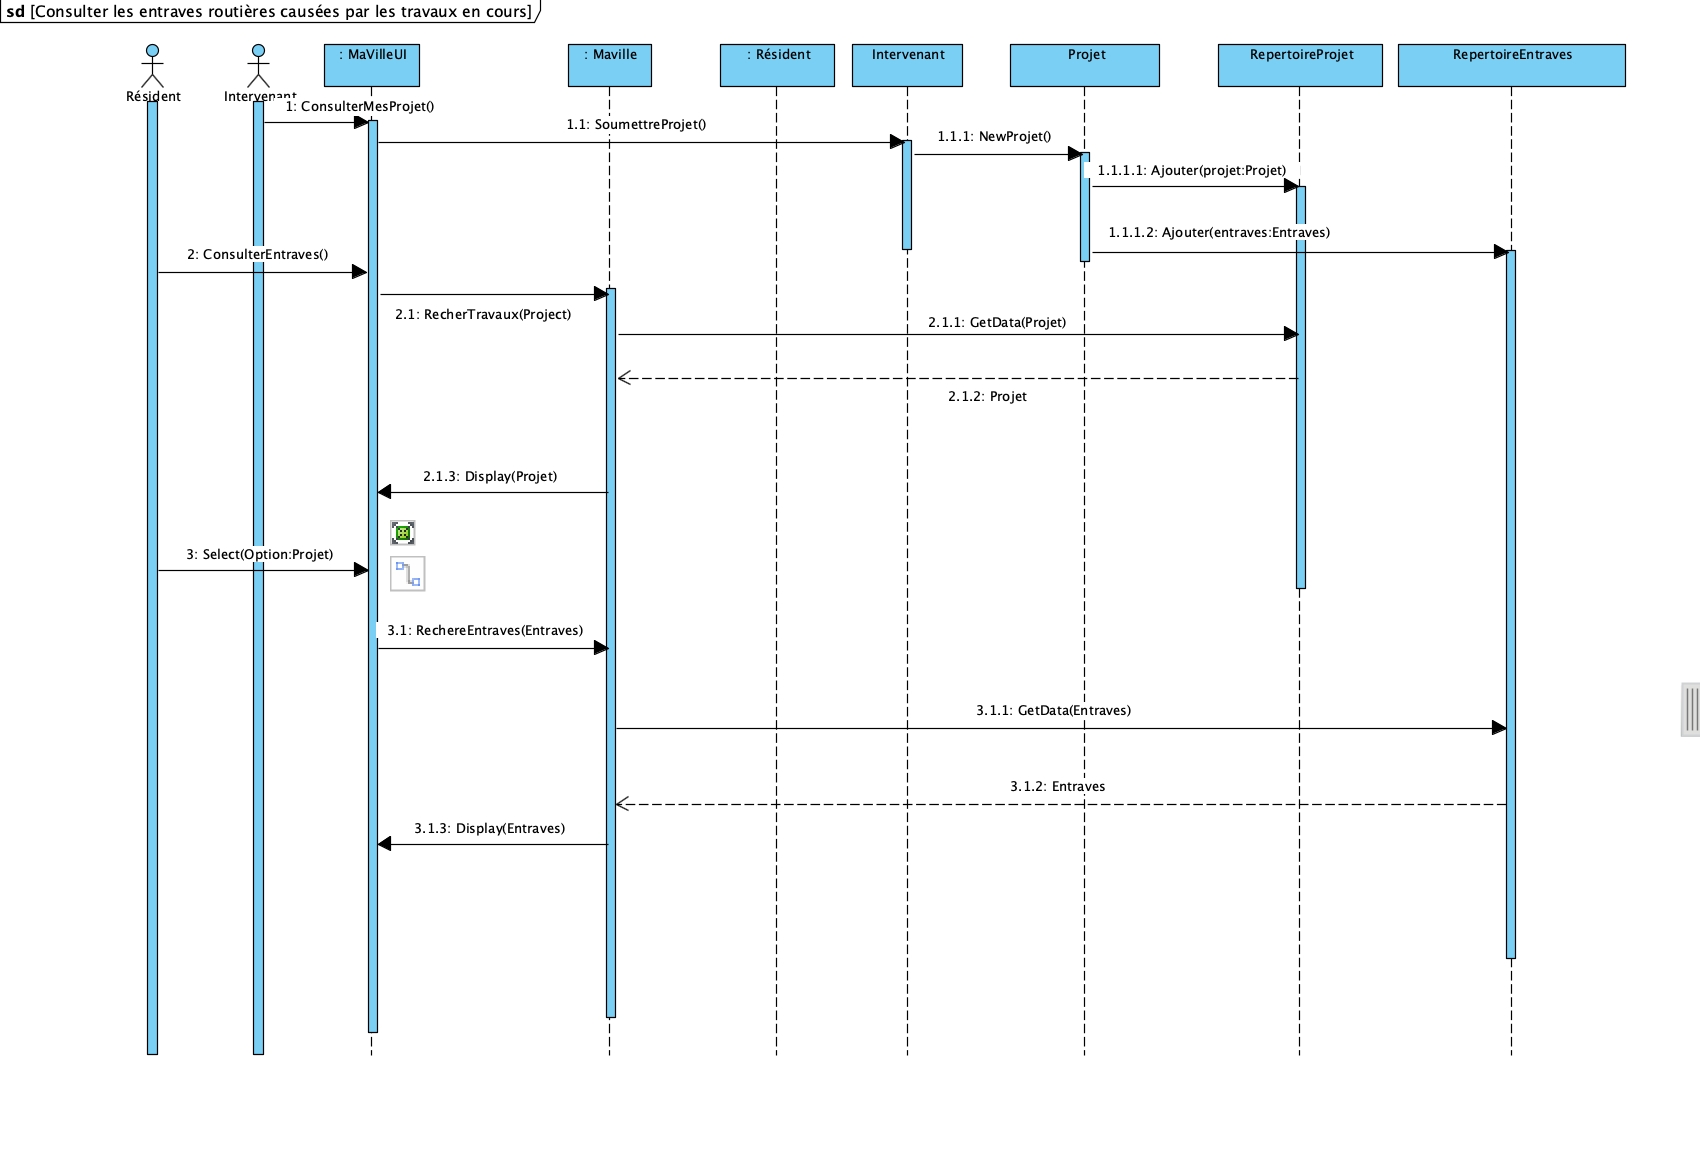 sd [Consulter les entraves routières causées par les travaux en cours]
Résident
Intervenant
: MaVilleUI
: Maville
: Résident
Intervenant
Projet
RepertoireProjet
RepertoireEntraves
1: ConsulterMesProjet()
1.1: SoumettreProjet()
1.1.1: NewProjet()
1.1.1.1: Ajouter(projet:Projet)
1.1.1.2: Ajouter(entraves:Entraves)
2: ConsulterEntraves()
2.1: RecherTravaux(Project)
2.1.1: GetData(Projet)
2.1.2: Projet
2.1.3: Display(Projet)
3: Select(Option:Projet)
3.1: RechereEntraves(Entraves)
3.1.1: GetData(Entraves)
3.1.2: Entraves
3.1.3: Display(Entraves)